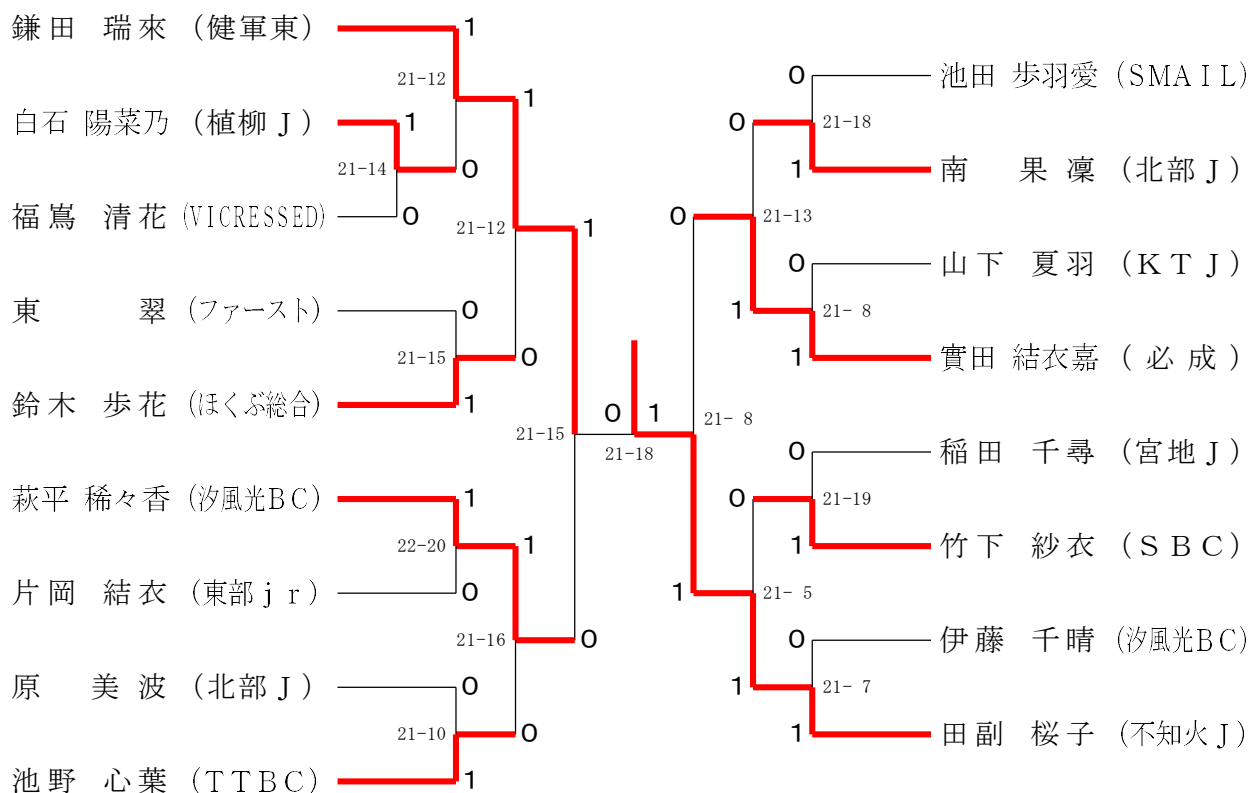 鎌田 瑞來 (健軍東)
1
21-12
白石 陽菜乃 (植柳J)
1
1
21-14
0
福嶌 清花 (VICRESSED)
0
21-12
1
東 翠 (ファースト)
0
21-15
0
鈴木 歩花 (ほくぶ総合)
1
21-15
萩平 稀々香 (汐風光BC)
1
22-20
1
片岡 結衣 (東部jr)
0
21-16
0
原 美波 (北部J)
0
21-10
0
池野 心葉 (TTBC)
1
0 1
21-18
0
池田 歩羽愛 (SMAIL)
0
21-18
1
南 果凜 (北部J)
0
21-13
0
山下 夏羽 (KTJ)
1
21- 8
1
實田 結衣嘉 (必成)
21- 8
0
稲田 千尋 (宮地J)
0
21-19
1
竹下 紗衣 (SBC)
1
21- 5
0
伊藤 千晴 (汐風光BC)
1
21- 7
1
田副 桜子 (不知火J)